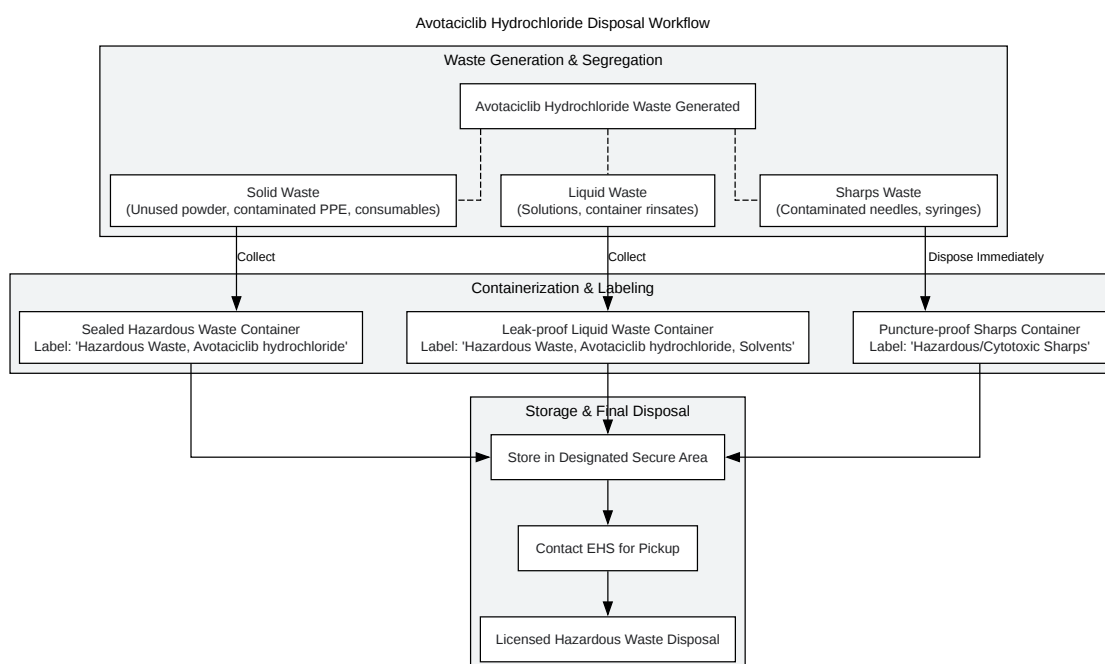 Avotaciclib Hydrochloride Disposal Workflow
Waste Generation & Segregation
Avotaciclib Hydrochloride Waste Generated
Solid Waste
(Unused powder, contaminated PPE, consumables)
Liquid Waste
(Solutions, container rinsates)
Sharps Waste
(Contaminated needles, syringes)
Collect
Collect
Dispose Immediately
Containerization & Labeling
Sealed Hazardous Waste Container
Label: 'Hazardous Waste, Avotaciclib hydrochloride'
Leak-proof Liquid Waste Container
Label: 'Hazardous Waste, Avotaciclib hydrochloride, Solvents'
Puncture-proof Sharps Container
Label: 'Hazardous/Cytotoxic Sharps'
Storage & Final Disposal
Store in Designated Secure Area
Contact EHS for Pickup
Licensed Hazardous Waste Disposal